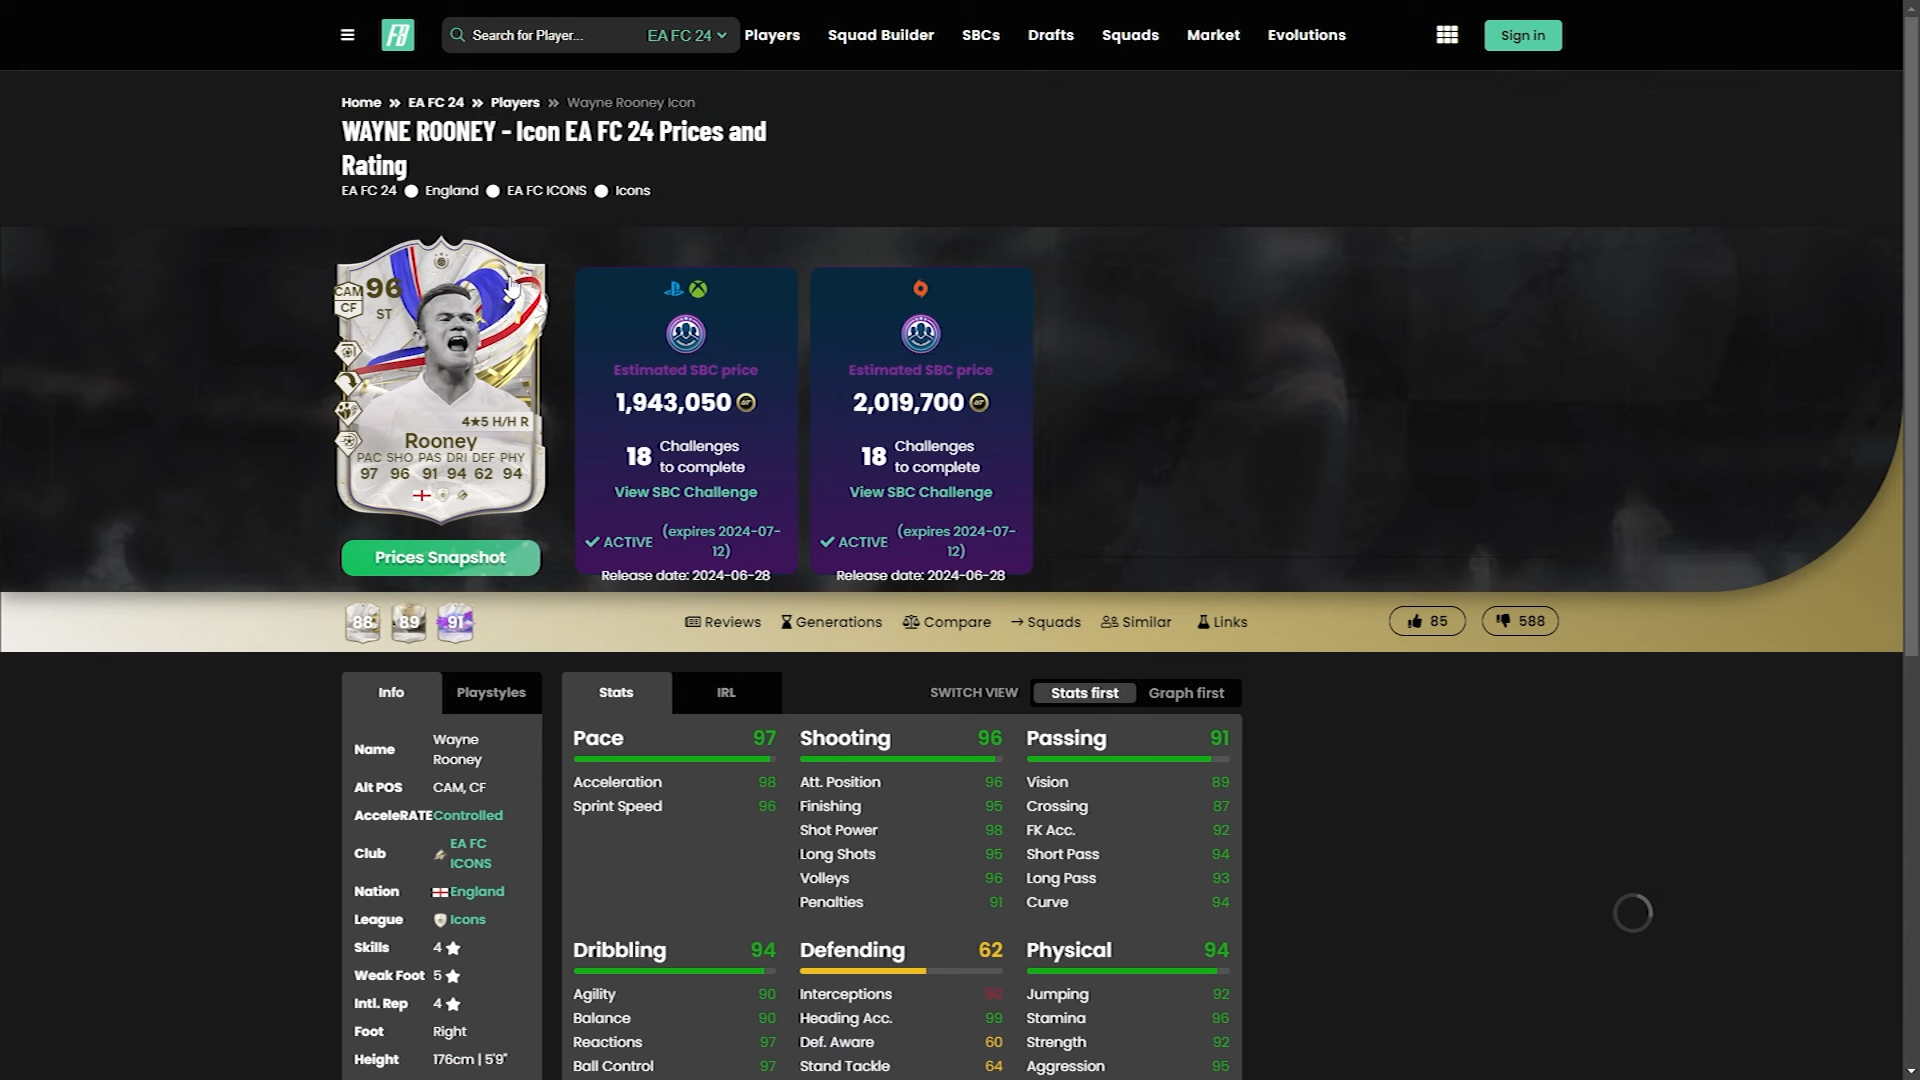 FB
Search for Player...
EA FC 24
Players
Squad Builder
SBCs
Drafts
Squads
Market
Evolutions
Sign in
Home » EA FC 24 » Players » Wayne Rooney Icon
WAYNE ROONEY - Icon EA FC 24 Prices and
Rating
EA FC 24 England EA FC ICONS Icons
96
CAM
CF
ST
4★5 H/H R
Rooney
PAC SHO PAS DRI DEF PHY
97 96 91 94 62 94
Prices Snapshot
Estimated SBC price
1,943,050
18 Challenges
to complete
View SBC Challenge
ACTIVE (expires 2024-07-
12)
Release date: 2024-06-28
Estimated SBC price
2,019,700
18 Challenges
to complete
View SBC Challenge
ACTIVE (expires 2024-07-
12)
Release date: 2024-06-28
88 89 91
Reviews
Generations
Compare
Squads
Similar
Links
85
588
Info
Playstyles
Name Wayne
Rooney
Alt POS CAM, CF
AcceleRATE Controlled
Club EA FC
ICONS
Nation England
League Icons
Skills 4
Weak Foot 5
Intl. Rep 4
Foot Right
Height 176cm | 5'9"
Stats
IRL
SWITCH VIEW
Stats first
Graph first
Pace 97
Acceleration 98
Sprint Speed 96
Shooting 96
Att. Position 96
Finishing 95
Shot Power 98
Long Shots 95
Volleys 96
Penalties 91
Passing 91
Vision 89
Crossing 87
FK Acc. 92
Short Pass 94
Long Pass 93
Curve 94
Dribbling 94
Agility 90
Balance 90
Reactions 97
Ball Control 97
Defending 62
Interceptions
Heading Acc. 99
Def. Aware 60
Stand Tackle 64
Physical 94
Jumping 92
Stamina 96
Strength 92
Aggression 95